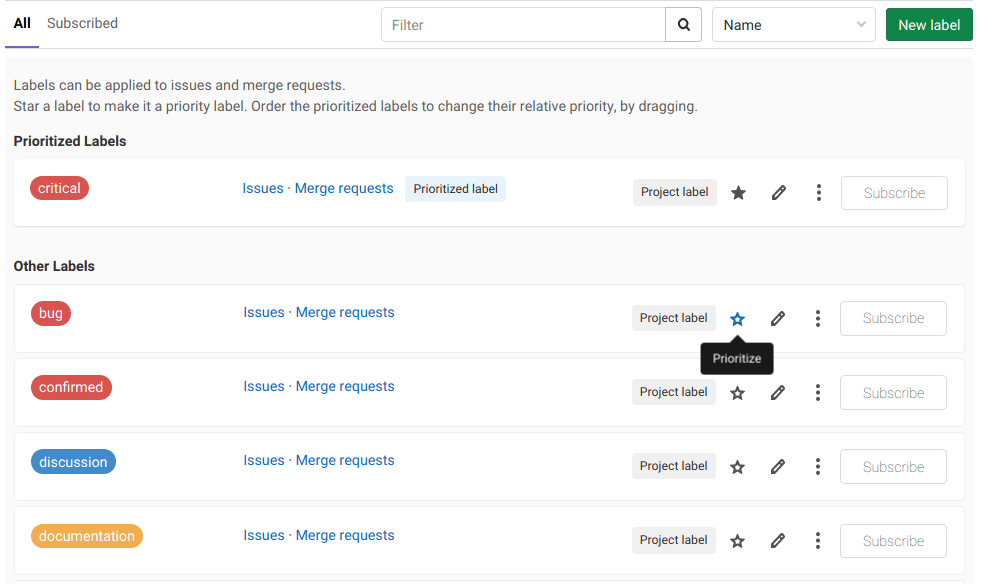 All Subscribed Filter Name New label
Labels can be applied to issues and merge requests.
Star a label to make it a priority label. Order the prioritized labels to change their relative priority, by dragging.
Prioritized Labels
critical Issues · Merge requests Prioritized label Project label Subscribe
Other Labels
bug Issues · Merge requests Project label Subscribe
Prioritize
confirmed Issues · Merge requests Project label Subscribe
discussion Issues · Merge requests Project label Subscribe
documentation Issues · Merge requests Project label Subscribe